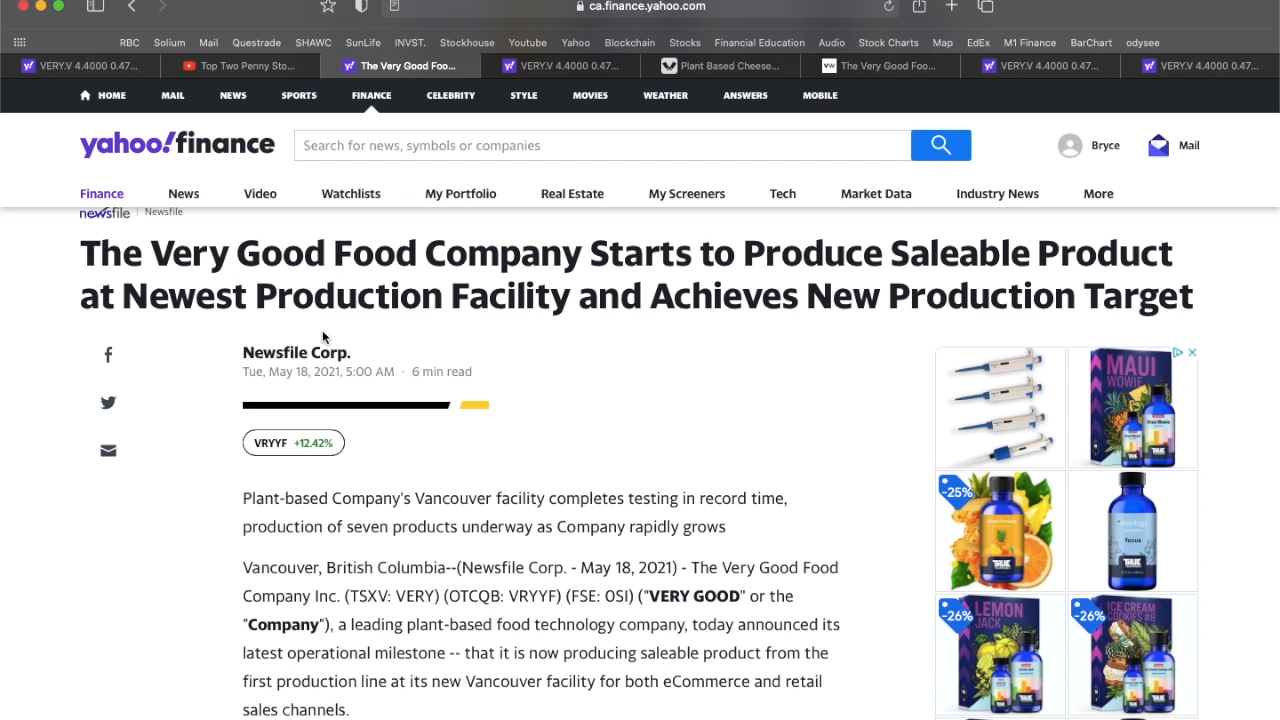 ca.finance.yahoo.com
RBC Solium Mail Questrade SHAWC SunLife INVST. Stockhouse Youtube Yahoo Blockchain Stocks Financial Education Audio Stock Charts Map EdEx M1 Finance BarChart odysee
VERY.V 4.4000 0.47... Top Two Penny Sto... The Very Good Foo... VERY.V 4.4000 0.47... Plant Based Cheese... The Very Good Foo... VERY.V 4.4000 0.47... VERY.V 4.4000 0.47...
HOME MAIL NEWS SPORTS FINANCE CELEBRITY STYLE MOVIES WEATHER ANSWERS MOBILE
yahoo!finance Search for news, symbols or companies Bryce Mail
Finance News Video Watchlists My Portfolio Real Estate My Screeners Tech Market Data Industry News More
newsfile Newsfile
The Very Good Food Company Starts to Produce Saleable Product
at Newest Production Facility and Achieves New Production Target
Newsfile Corp.
Tue, May 18, 2021, 5:00 AM · 6 min read
VRYYF +12.42%
Plant-based Company's Vancouver facility completes testing in record time,
production of seven products underway as Company rapidly grows
Vancouver, British Columbia--(Newsfile Corp. - May 18, 2021) - The Very Good Food
Company Inc. (TSXV: VERY) (OTCQB: VRYYF) (FSE: 0SI) ("VERY GOOD" or the
"Company"), a leading plant-based food technology company, today announced its
latest operational milestone -- that it is now producing saleable product from the
first production line at its new Vancouver facility for both eCommerce and retail
sales channels.
MAUI
WOWIE
TRUE
-25%
TRUE
focus
TRUE
-26%
LEMON
JACK
TRUE
-26%
ICE CREAM
COOKIES #8
TRUE